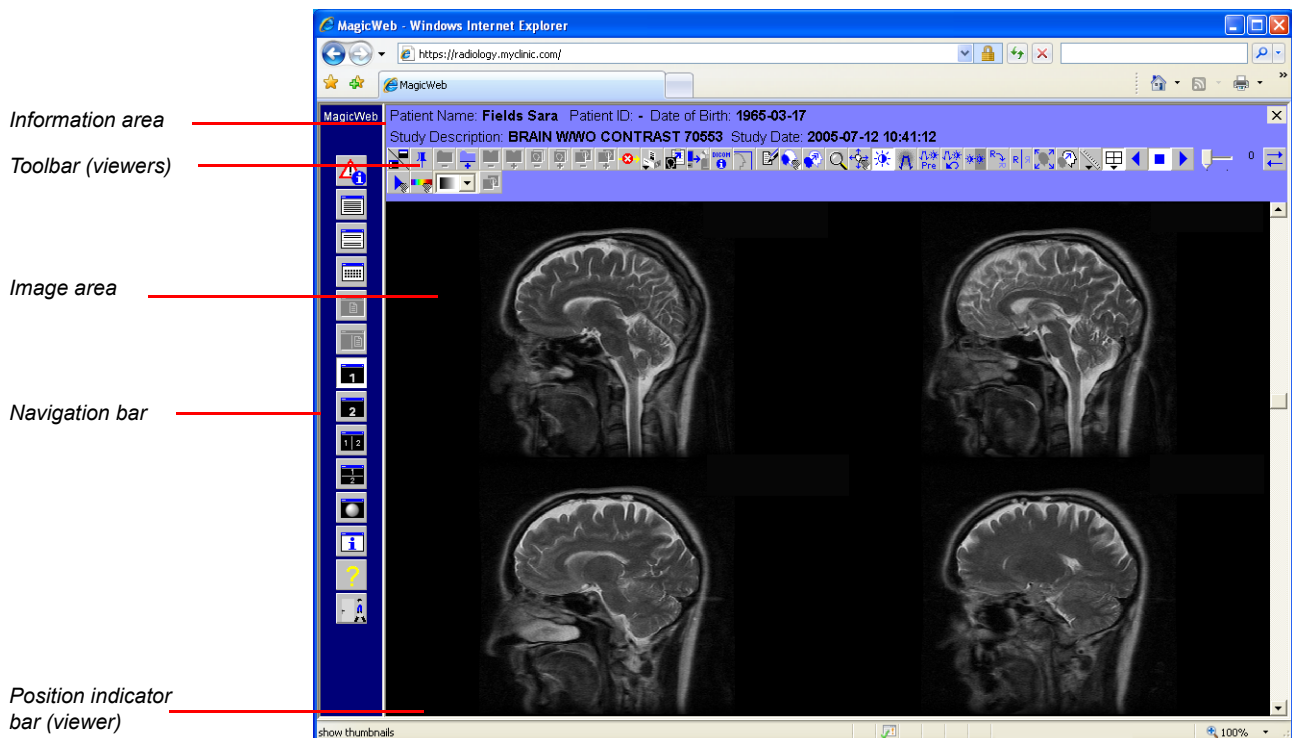 MagicWeb - Windows Internet Explorer
https://radiology.myclinic.com/
MagicWeb
Information area
MagicWeb
Patient Name: Fields Sara Patient ID: - Date of Birth: 1965-03-17
Study Description: BRAIN W/WO CONTRAST 70553 Study Date: 2005-07-12 10:41:12
Toolbar (viewers)
DICOM
Pre
R
R
0
Image area
1
Navigation bar
2
1 2
1
2
i
?
Position indicator
bar (viewer)
show thumbnails
100%